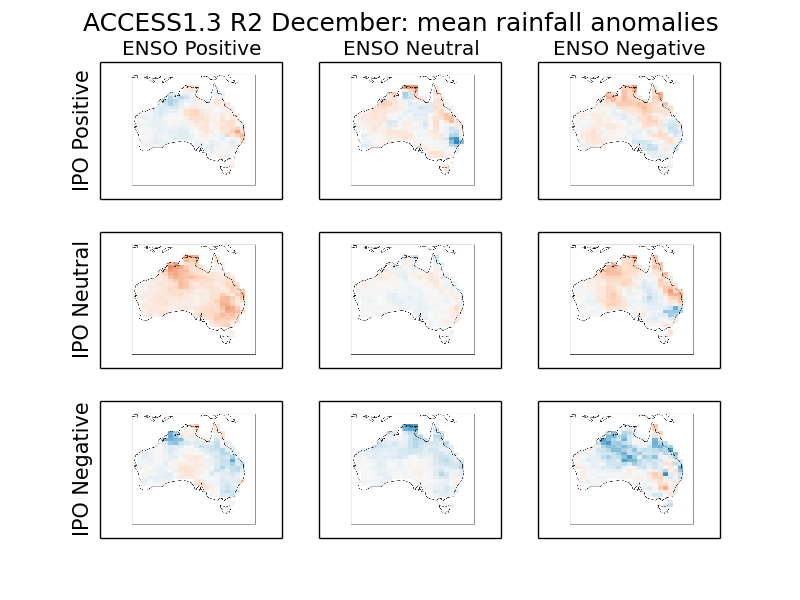 ACCESS1.3 R2 December: mean rainfall anomalies
ENSO Positive
ENSO Neutral
ENSO Negative
IPO Positive
IPO Neutral
IPO Negative